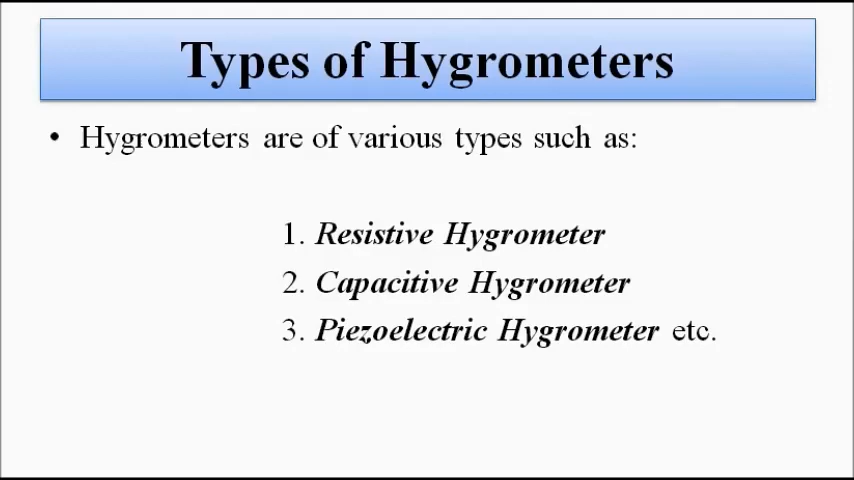 Types of Hygrometers
• Hygrometers are of various types such as:
1. Resistive Hygrometer
2. Capacitive Hygrometer
3. Piezoelectric Hygrometer etc.